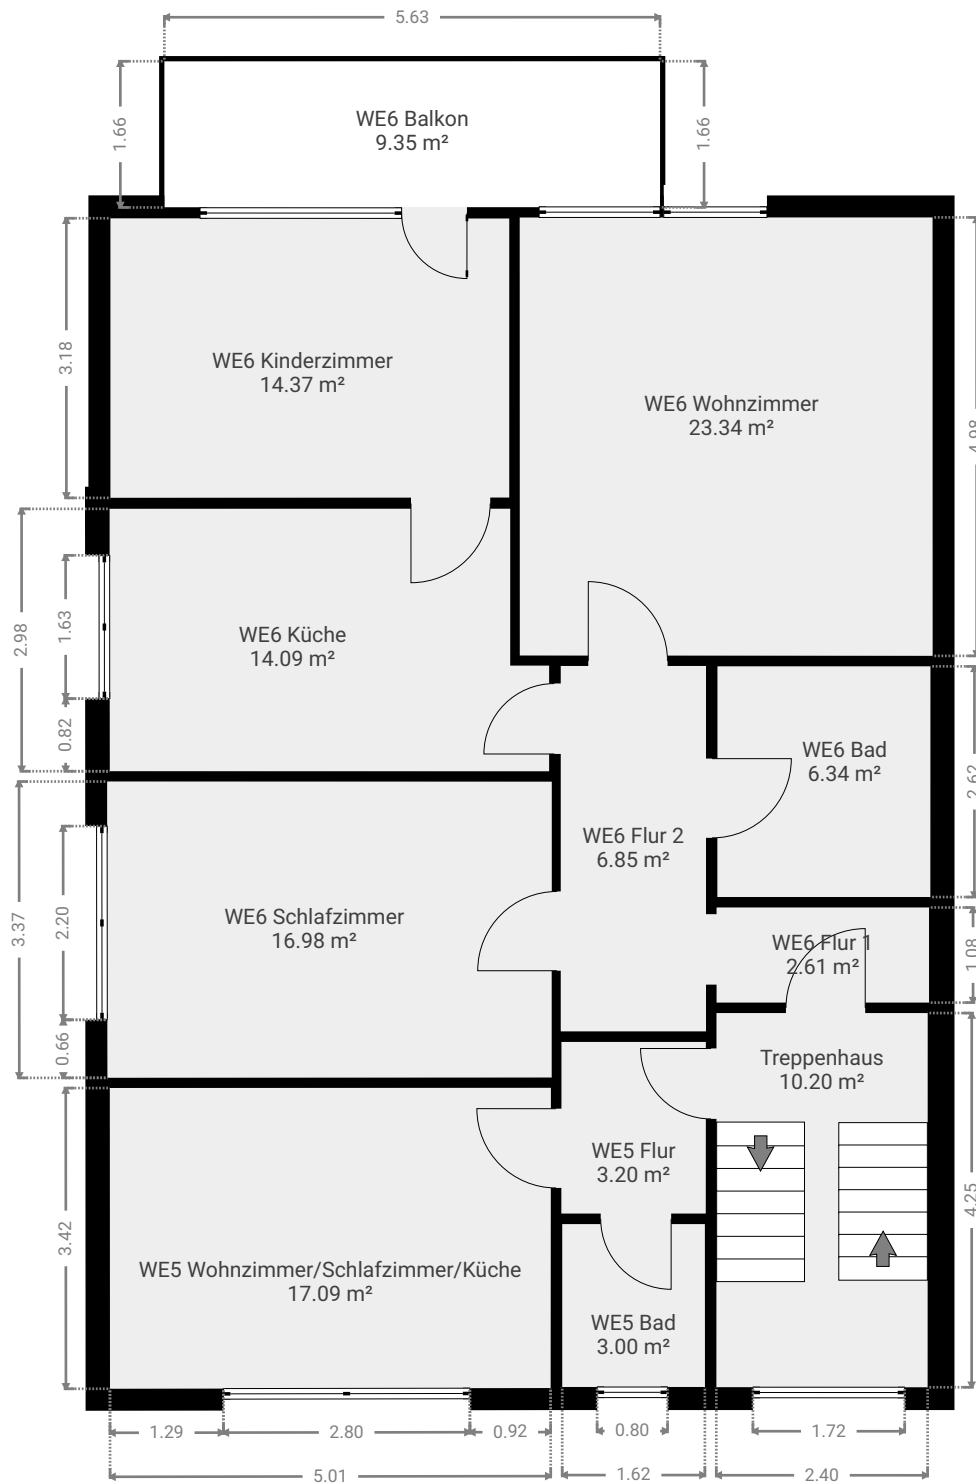 5.63
1.66
1.66
WE6 Balkon
9.35 m²
3.18
WE6 Kinderzimmer
14.37 m²
WE6 Wohnzimmer
23.34 m²
4.98
2.98
1.63
0.82
WE6 Küche
14.09 m²
WE6 Bad
6.34 m²
2.62
WE6 Flur 2
6.85 m²
3.37
2.20
0.66
WE6 Schlafzimmer
16.98 m²
WE6 Flur 1
2.61 m²
1.08
Treppenhaus
10.20 m²
WE5 Flur
3.20 m²
4.25
3.42
WE5 Wohnzimmer/Schlafzimmer/Küche
17.09 m²
WE5 Bad
3.00 m²
1.29
2.80
0.92
0.80
1.72
5.01
1.62
2.40